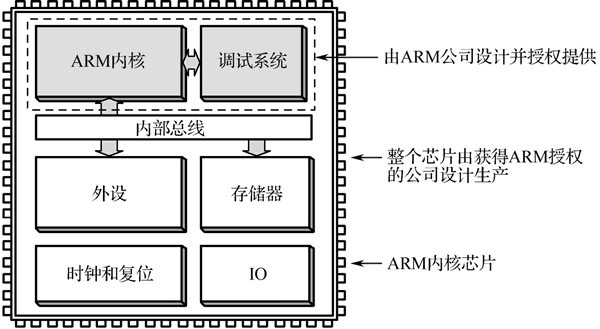 ARM内核
调试系统
由ARM公司设计并授权提供
内部总线
外设
存储器
整个芯片由获得ARM授权
的公司设计生产
时钟和复位
IO
ARM内核芯片